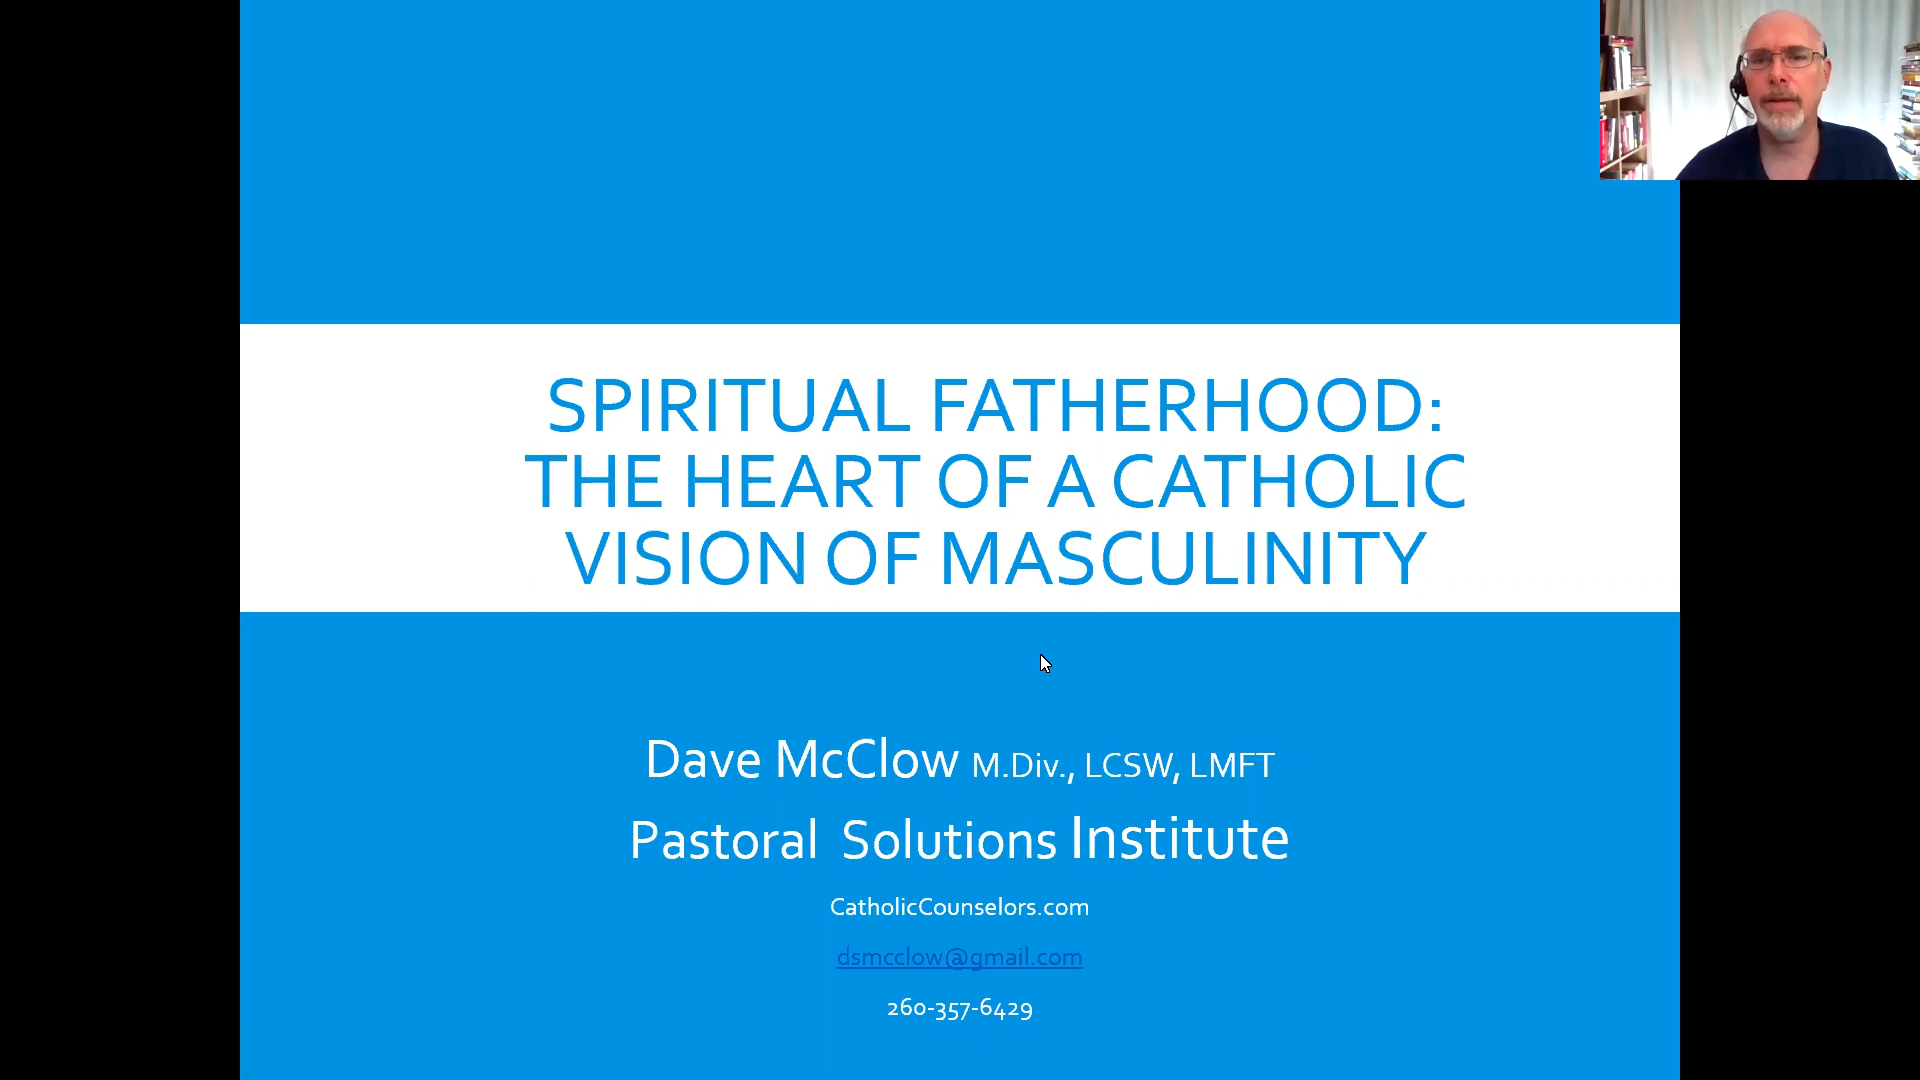 SPIRITUAL FATHERHOOD:
THE HEART OF A CATHOLIC
VISION OF MASCULINITY
Dave McClow M.Div., LCSW, LMFT
Pastoral Solutions Institute
CatholicCounselors.com
dsmcclow@gmail.com
260-357-6429